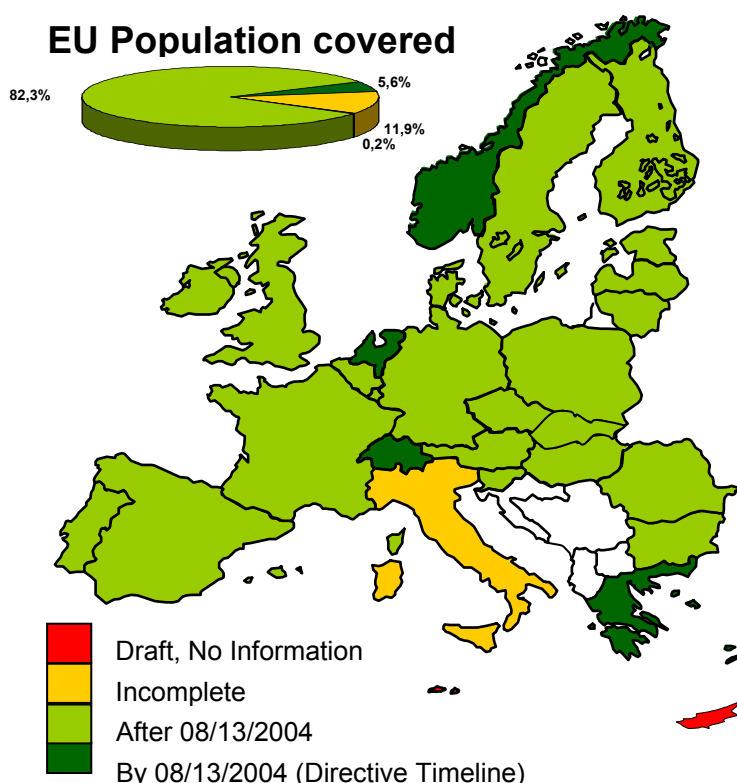 EU Population covered
82,3%
5,6%
11,9%
0,2%
Draft, No Information
Incomplete
After 08/13/2004
By 08/13/2004 (Directive Timeline)